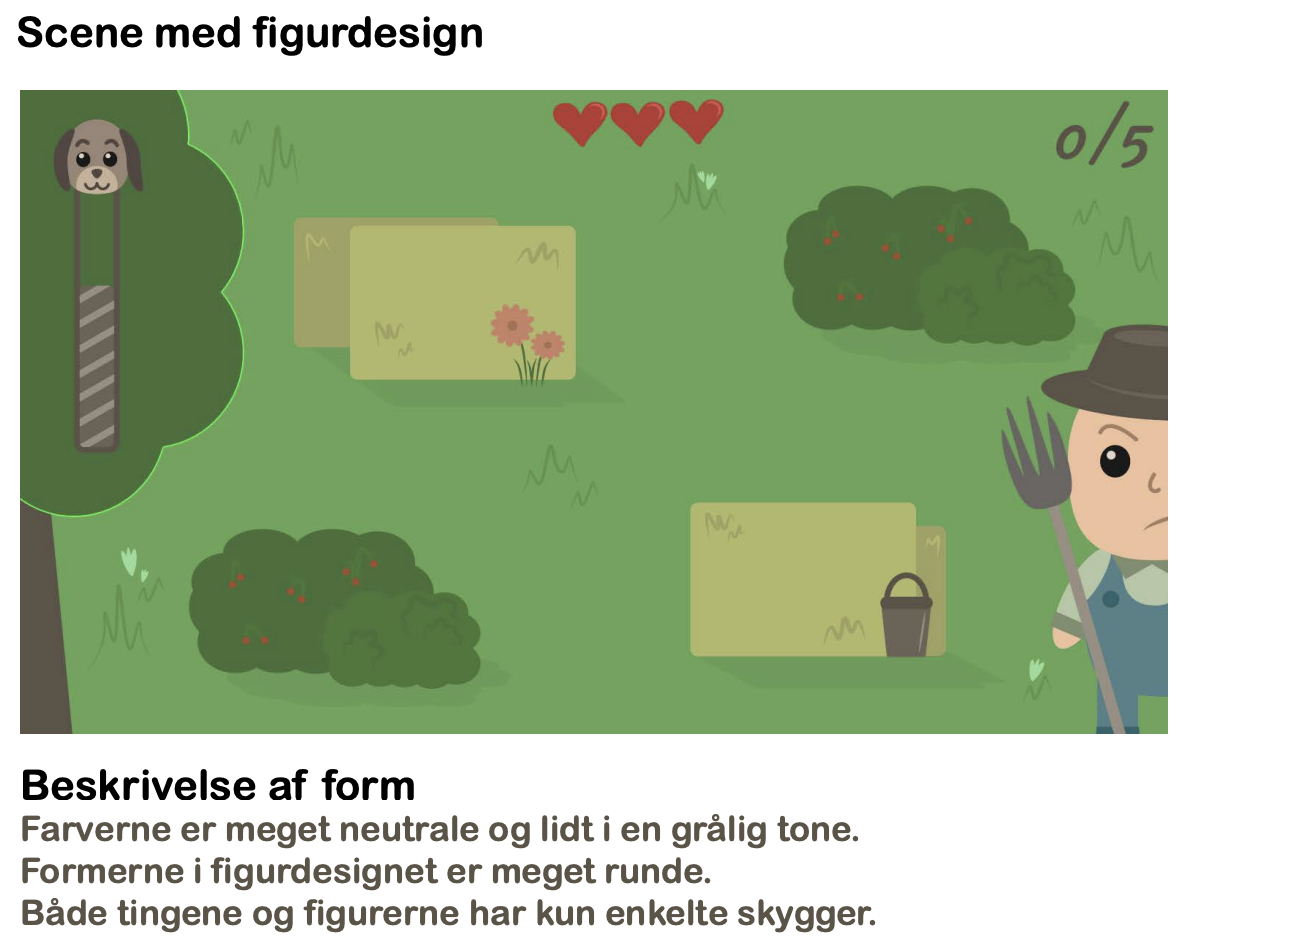 Scene med figurdesign
0/5
Beskrivelse af form
Farverne er meget neutrale og lidt i en grålig tone.
Formerne i figurdesignet er meget runde.
Både tingene og figurerne har kun enkelte skygger.